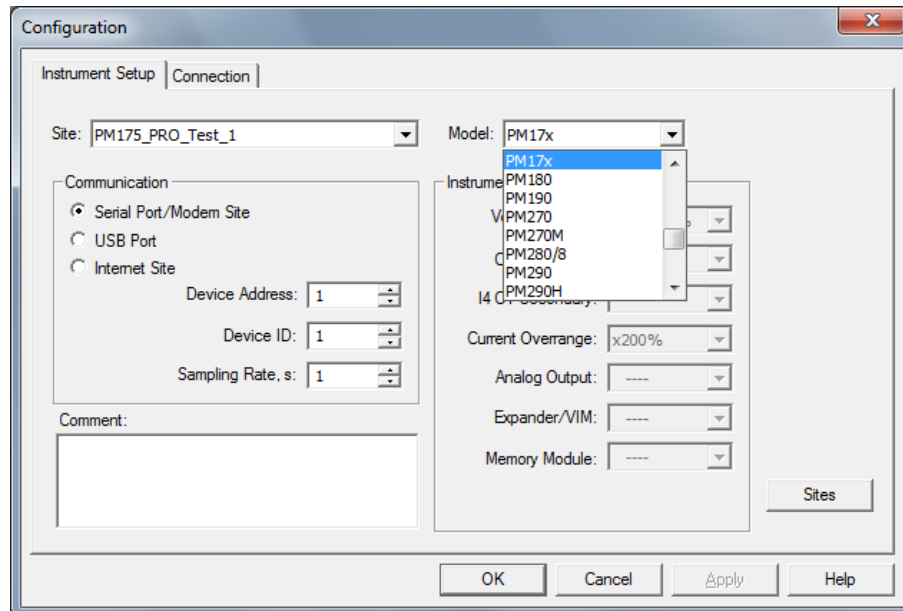 Configuration
Instrument Setup
Connection
Site: PM175_PRO_Test_1
Model: PM17x
PM17x
PM180
PM190
PM270
PM270M
PM280/8
PM290
PM290H
Communication
Serial Port/Modem Site
USB Port
Internet Site
Device Address: 1
Device ID: 1
Sampling Rate, s: 1
Comment:
Current Overrange: x200%
Analog Output: ----
Expander/VIM: ----
Memory Module: ----
Sites
OK
Cancel
Apply
Help